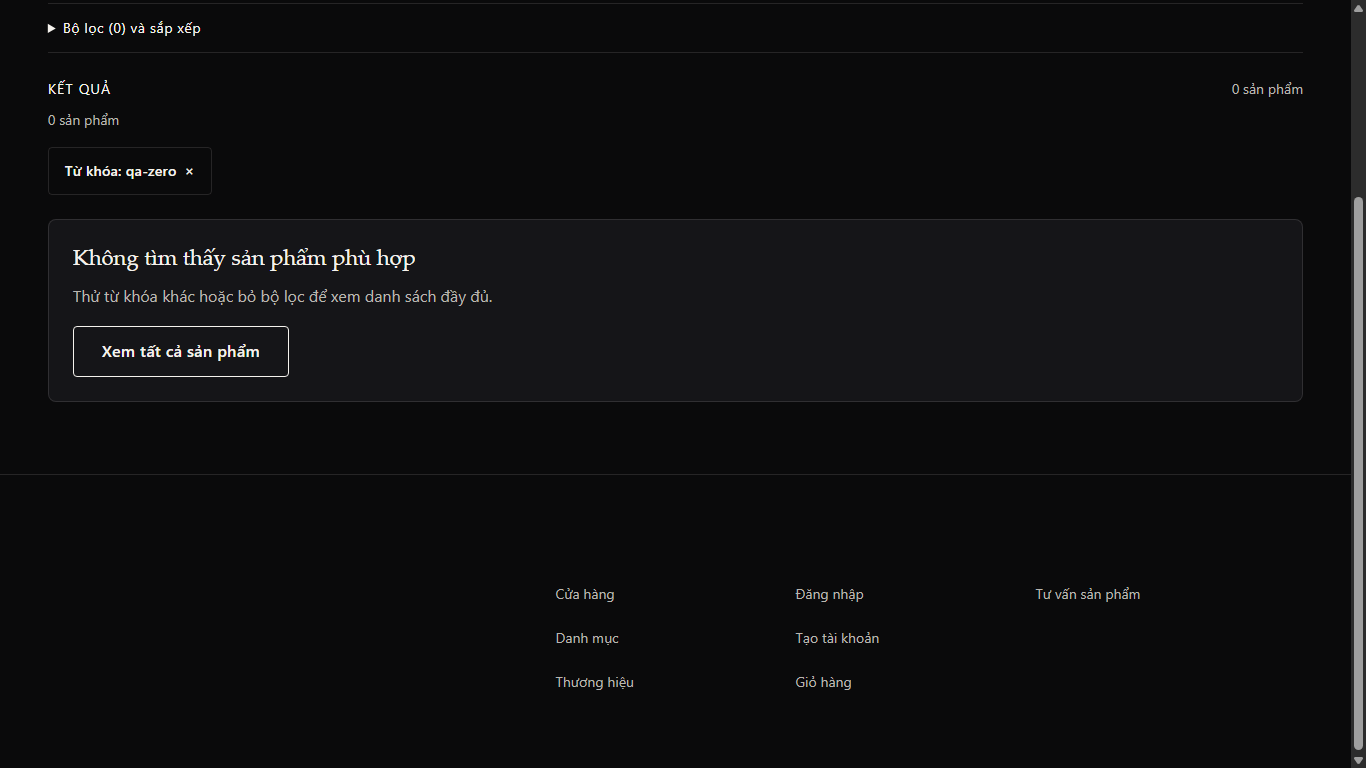 Bộ lọc (0) và sắp xếp
KẾT QUẢ
0 sản phẩm
0 sản phẩm
Từ khóa: qa-zero ×
Không tìm thấy sản phẩm phù hợp
Thử từ khóa khác hoặc bỏ bộ lọc để xem danh sách đầy đủ.
Xem tất cả sản phẩm
Cửa hàng
Danh mục
Thương hiệu
Đăng nhập
Tạo tài khoản
Giỏ hàng
Tư vấn sản phẩm